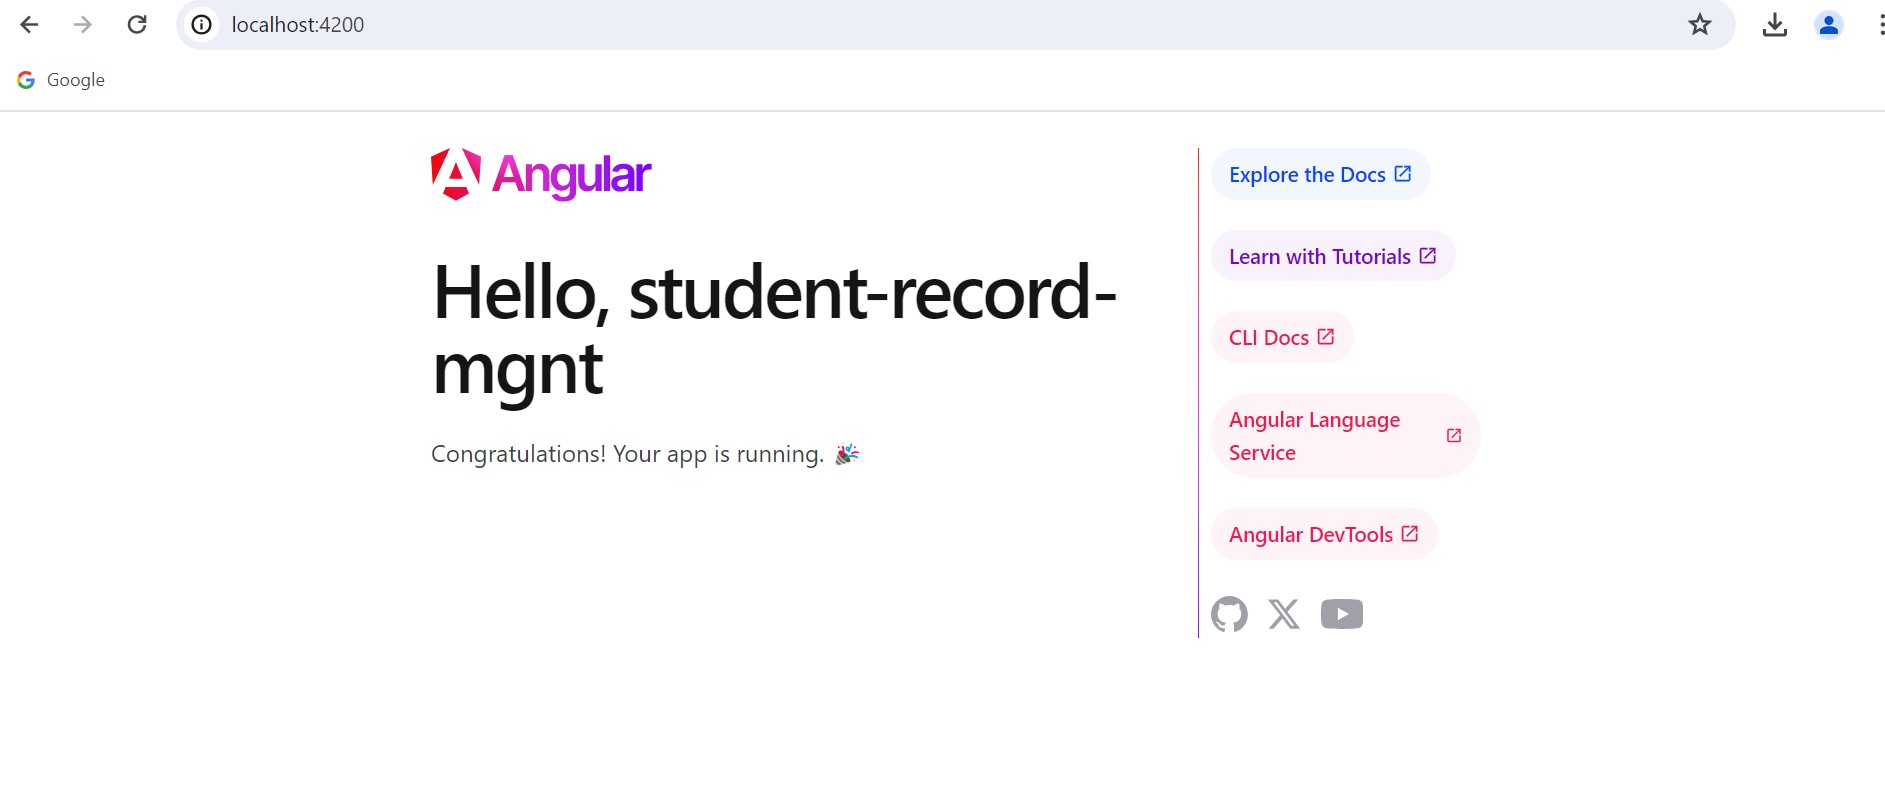 localhost:4200
Google
Angular
Hello, student-record-
mgnt
Congratulations! Your app is running. 🎉
Explore the Docs
Learn with Tutorials
CLI Docs
Angular Language
Service
Angular DevTools